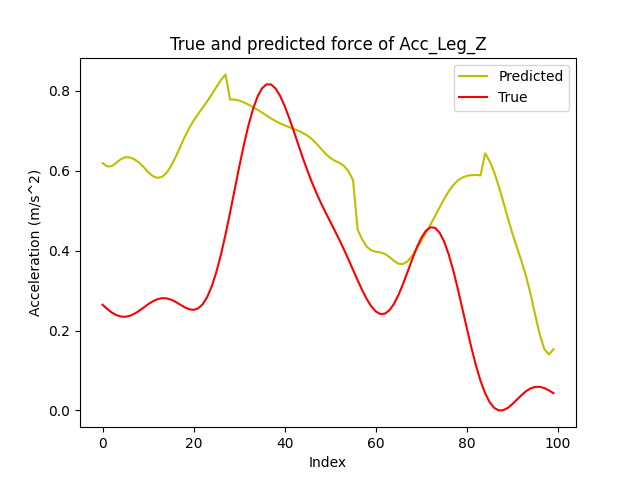 True and predicted force of Acc_Leg_Z
Predicted
True
Acceleration (m/s^2)
0.8
0.6
0.4
0.2
0.0
0 20 40 60 80 100
Index